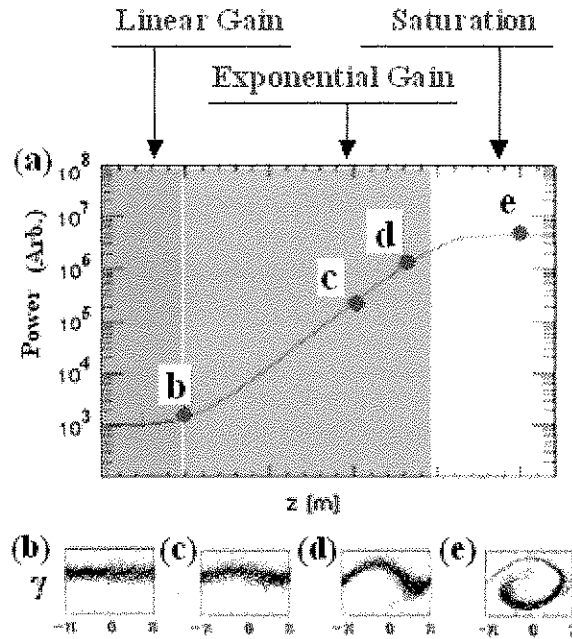 Linear Gain
Saturation
Exponential Gain
(a)
10^8
10^7
10^6
10^5
10^4
10^3
Power (Arb.)
b
c
d
e
z [m]
(b) (c) (d) (e)
γ
-π 0 π -π 0 π -π 0 π -π 0 π